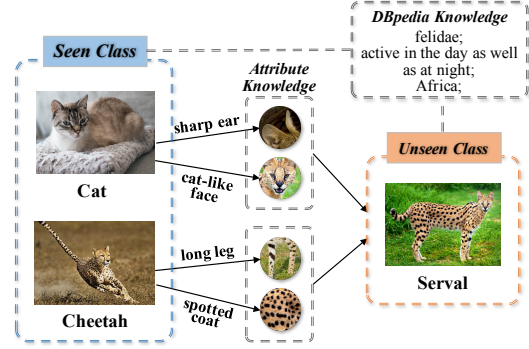 DBpedia Knowledge
felidae;
active in the day as well
as at night;
Africa;
Seen Class
Attribute
Knowledge
sharp ear
cat-like
face
Cat
Unseen Class
long leg
spotted
coat
Cheetah
Serval